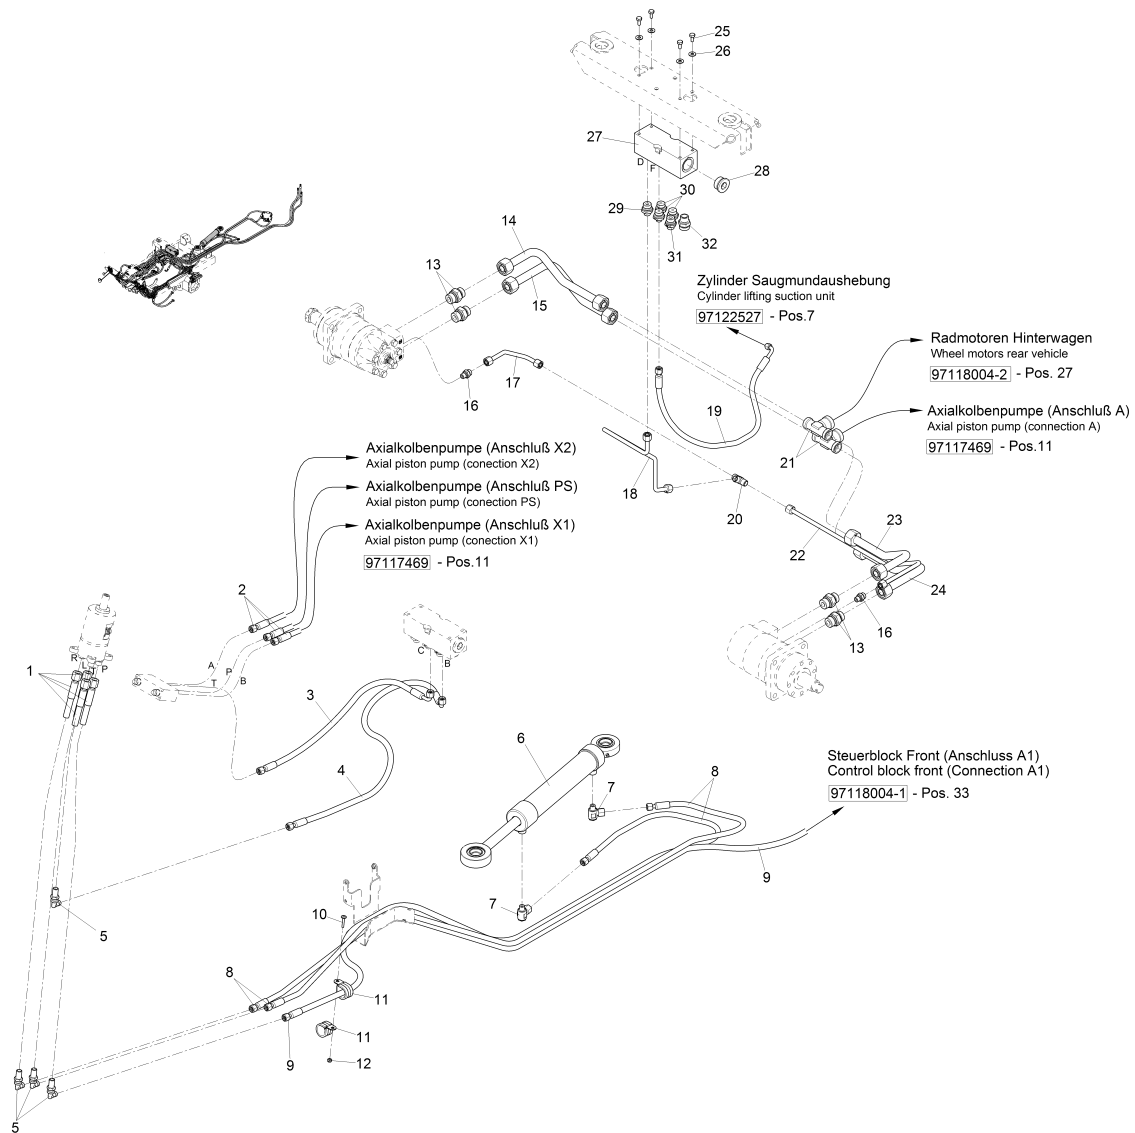 25
26
27
D F
28
29
30
32
31
14
13
15
Zylinder Saugmundaushebung
Cylinder lifting suction unit
97122527 - Pos.7
Radmotoren Hinterwagen
Wheel motors rear vehicle
97118004-2 - Pos. 27
16
17
19
Axialkolbenpumpe (Anschluß A)
Axial piston pump (connection A)
97117469 - Pos.11
21
Axialkolbenpumpe (Anschluß X2)
Axial piston pump (conection X2)
Axialkolbenpumpe (Anschluß PS)
Axial piston pump (conection PS)
Axialkolbenpumpe (Anschluß X1)
Axial piston pump (conection X1)
97117469 - Pos.11
18
20
22
23
24
16
13
2
R L T P
1
A
P
T
B
C
B
3
4
6
7
8
Steuerblock Front (Anschluss A1)
Control block front (Connection A1)
97118004-1 - Pos. 33
9
7
10
5
8
11
11
9
12
5